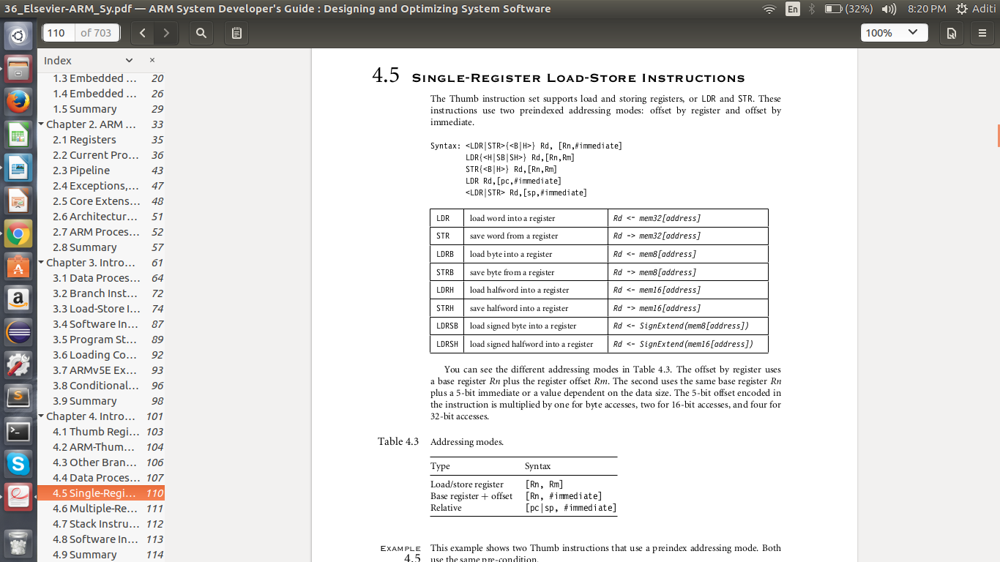 36_Elsevier-ARM_Sy.pdf — ARM System Developer's Guide : Designing and Optimizing System Software
En
(32%)
8:20 PM
Aditi
110 of 703
100%
Index
1.3 Embedded ... 20
1.4 Embedded ... 26
1.5 Summary 29
Chapter 2. ARM ... 33
2.1 Registers 35
2.2 Current Pro... 36
2.3 Pipeline 43
2.4 Exceptions,... 47
2.5 Core Extens... 48
2.6 Architectur... 51
2.7 ARM Proces... 52
2.8 Summary 57
Chapter 3. Intro... 61
3.1 Data Proces... 64
3.2 Branch Inst... 72
3.3 Load-Store I... 74
3.4 Software In... 87
3.5 Program St... 89
3.6 Loading Co... 92
3.7 ARMv5E Ex... 93
3.8 Conditional... 96
3.9 Summary 98
Chapter 4. Intro... 101
4.1 Thumb Regi... 103
4.2 ARM-Thum... 104
4.3 Other Bran... 106
4.4 Data Proces... 107
4.5 Single-Regi... 110
4.6 Multiple-Re... 111
4.7 Stack Instru... 112
4.8 Software In... 113
4.9 Summary 114
4.5 Single-Register Load-Store Instructions
The Thumb instruction set supports load and storing registers, or LDR and STR. These
instructions use two preindexed addressing modes: offset by register and offset by
immediate.
Syntax: <LDR|STR>{<B|H>} Rd, [Rn,#immediate]
LDR{<H|SB|SH>} Rd,[Rn,Rm]
STR{<B|H>} Rd,[Rn,Rm]
LDR Rd,[pc,#immediate]
<LDR|STR> Rd,[sp,#immediate]
LDR load word into a register Rd <- mem32[address]
STR save word from a register Rd -> mem32[address]
LDRB load byte into a register Rd <- mem8[address]
STRB save byte from a register Rd -> mem8[address]
LDRH load halfword into a register Rd <- mem16[address]
STRH save halfword into a register Rd -> mem16[address]
LDRSB load signed byte into a register Rd <- SignExtend(mem8[address])
LDRSH load signed halfword into a register Rd <- SignExtend(mem16[address])
You can see the different addressing modes in Table 4.3. The offset by register uses
a base register Rn plus the register offset Rm. The second uses the same base register Rn
plus a 5-bit immediate or a value dependent on the data size. The 5-bit offset encoded in
the instruction is multiplied by one for byte accesses, two for 16-bit accesses, and four for
32-bit accesses.
Table 4.3 Addressing modes.
Type Syntax
Load/store register [Rn, Rm]
Base register + offset [Rn, #immediate]
Relative [pc|sp, #immediate]
Example This example shows two Thumb instructions that use a preindex addressing mode. Both
4.5 use the same pre-condition.